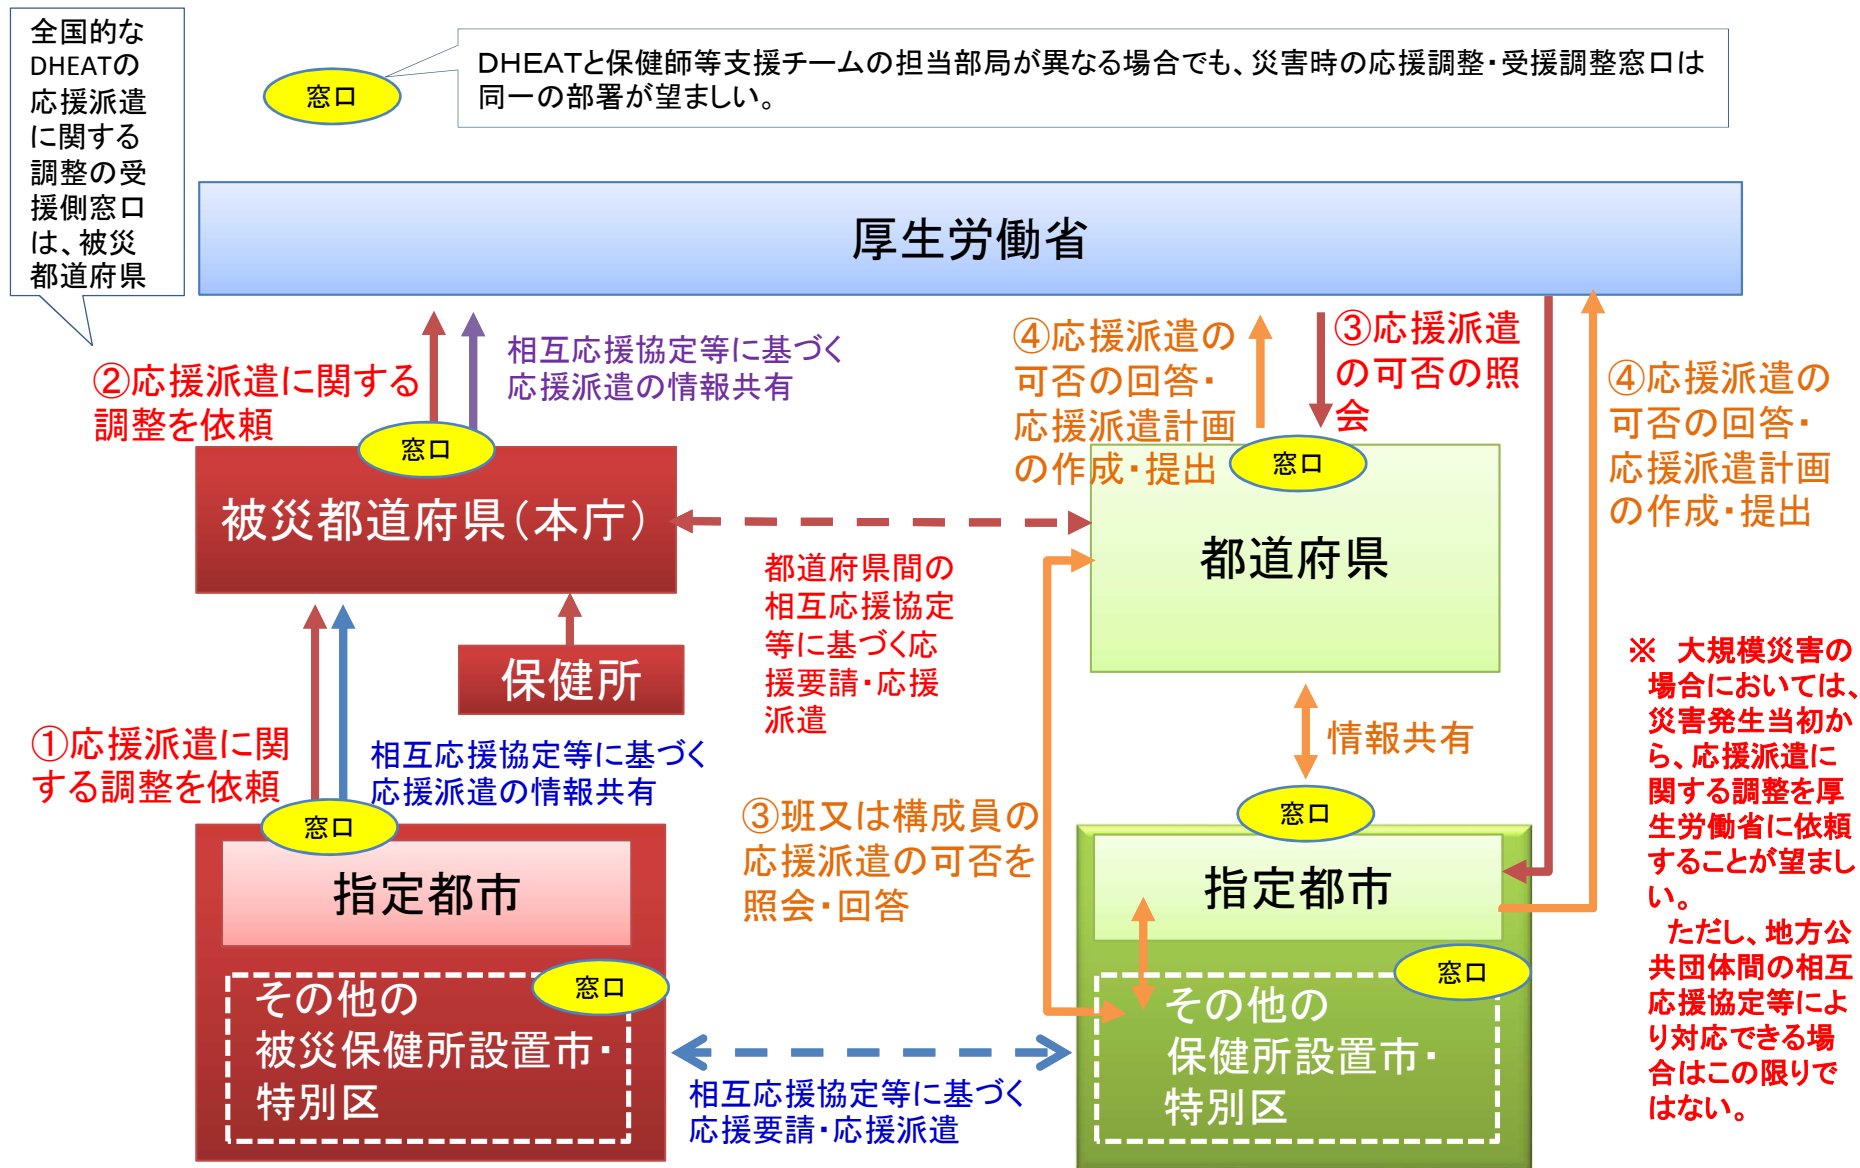 全国的な
DHEATの
応援派遣
に関する
調整の受
援側窓口
は、被災
都道府県
窓口
DHEATと保健師等支援チームの担当部局が異なる場合でも、災害時の応援調整・受援調整窓口は
同一の部署が望ましい。
厚生労働省
②応援派遣に関する
調整を依頼
相互応援協定等に基づく
応援派遣の情報共有
④応援派遣の
可否の回答・
応援派遣計画
の作成・提出
③応援派遣
の可否の照
会
④応援派遣の
可否の回答・
応援派遣計画
の作成・提出
窓口
被災都道府県（本庁）
窓口
都道府県
都道府県間の
相互応援協定
等に基づく応
援要請・応援
派遣
保健所
①応援派遣に関
する調整を依頼
相互応援協定等に基づく
応援派遣の情報共有
情報共有
③班又は構成員の
応援派遣の可否を
照会・回答
窓口
指定都市
窓口
その他の
被災保健所設置市・
特別区
相互応援協定等に基づく
応援要請・応援派遣
窓口
指定都市
窓口
その他の
保健所設置市・
特別区
※　大規模災害の
場合においては、
災害発生当初か
ら、応援派遣に
関する調整を厚
生労働省に依頼
することが望まし
い。
ただし、地方公
共団体間の相互
応援協定等によ
り対応できる場
合はこの限りで
はない。